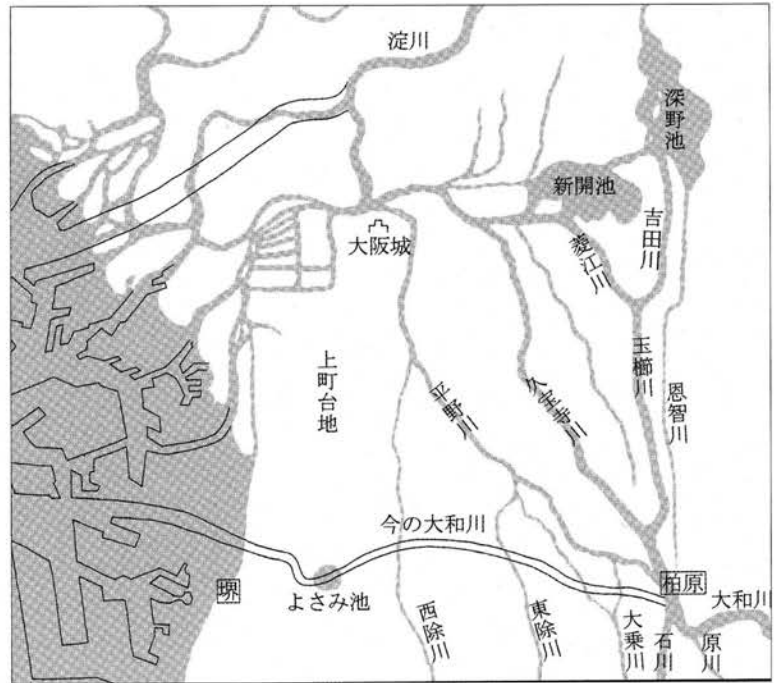 淀川
深野池
新開池
大阪城
吉田川
菱江川
上町台地
平野川
久宝寺川
玉櫛川
恩智川
今の大和川
柏原
堺
よさみ池
西除川
東除川
大乗川
石川
原川
大和川